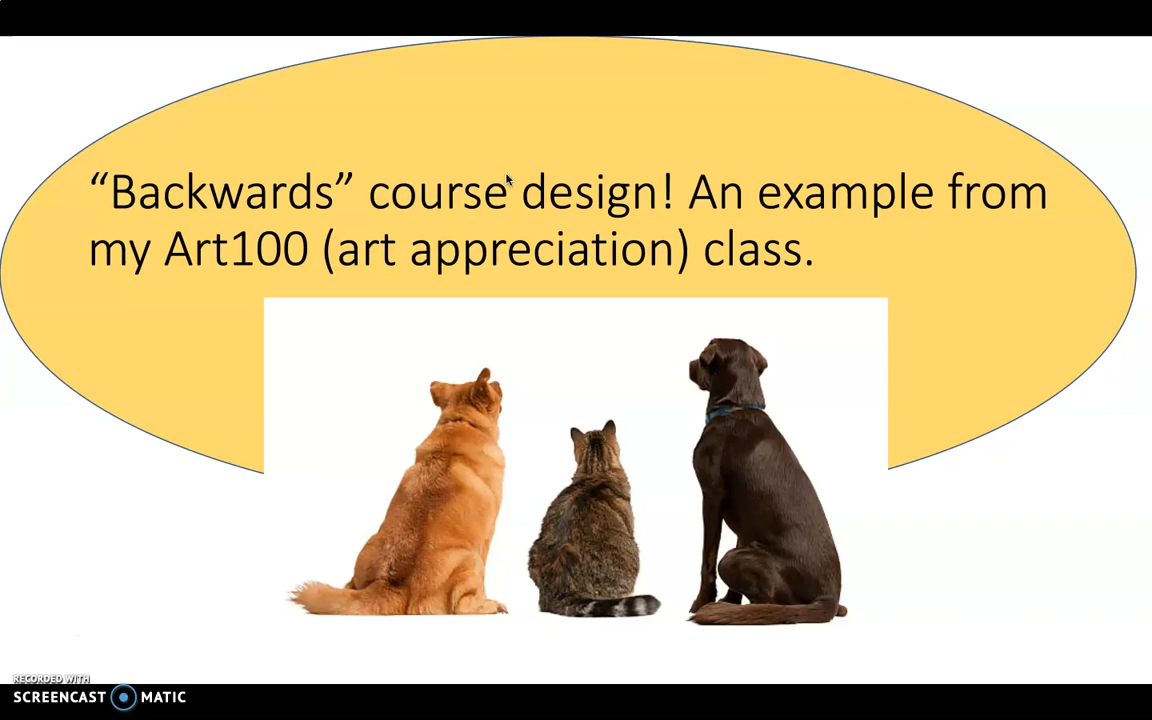 “Backwards” course design! An example from
my Art100 (art appreciation) class.
RECORDED WITH
SCREENCAST MATIC